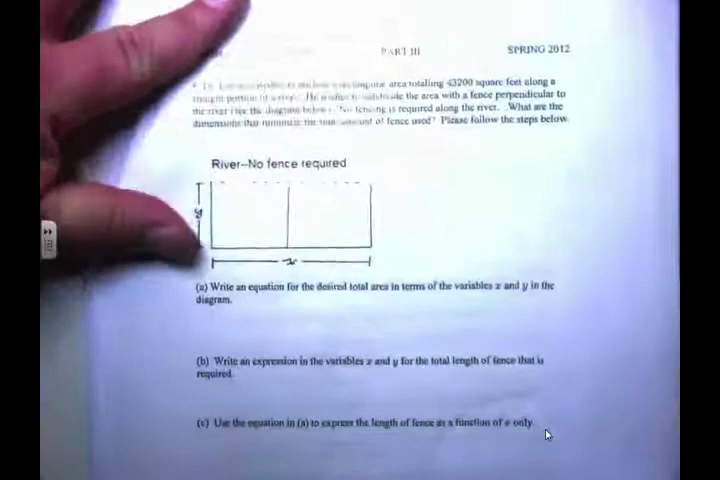 PART III
SPRING 2012
area totalling 43200 square feet along a
the area with a fence perpendicular to
No fencing is required along the river. What are the
dimensions that minimize the total amount of fence used? Please follow the steps below
River--No fence required
y
x
(a) Write an equation for the desired total area in terms of the variables x and y in the
diagram.
(b) Write an expression in the variables x and y for the total length of fence that is
required.
(c) Use the equation in (a) to express the length of fence as a function of x only